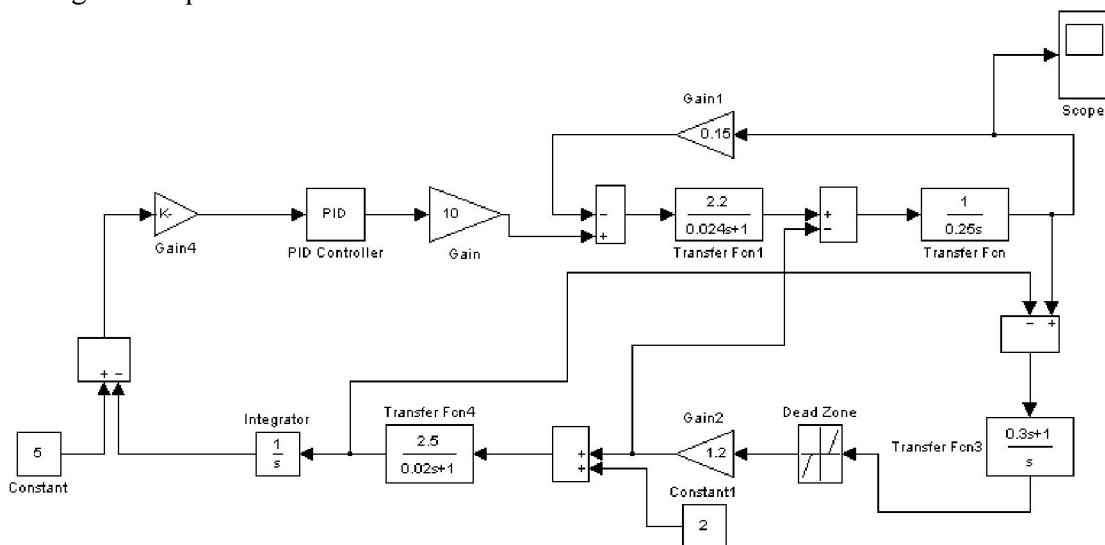 Scope
Gain1
0.15
K-
Gain4
PID
PID Controller
10
Gain
-
+
2.2
0.024s+1
Transfer Fcn1
+
-
1
0.25s
Transfer Fcn
- +
+ -
5
Constant
Integrator
1
s
Transfer Fcn4
2.5
0.02s+1
+
+
Gain2
1.2
Dead Zone
Constant1
2
Transfer Fcn3
0.3s+1
s